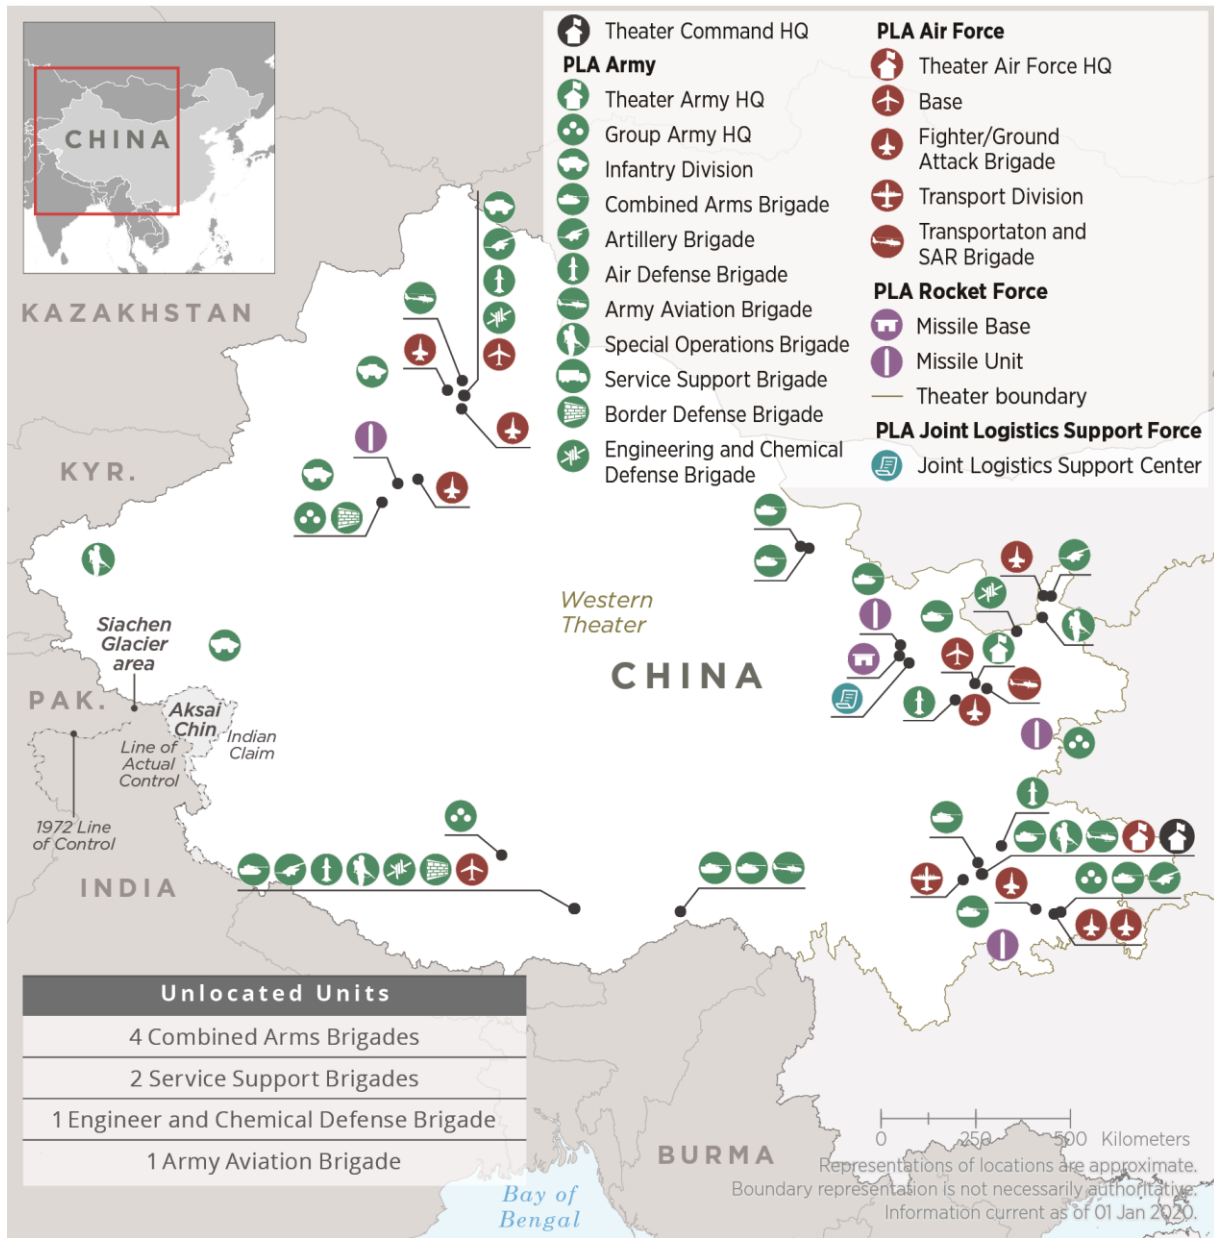 CHINA
Theater Command HQ
PLA Army
Theater Army HQ
Group Army HQ
Infantry Division
Combined Arms Brigade
Artillery Brigade
Air Defense Brigade
Army Aviation Brigade
Special Operations Brigade
Service Support Brigade
Border Defense Brigade
Engineering and Chemical
Defense Brigade
PLA Air Force
Theater Air Force HQ
Base
Fighter/Ground
Attack Brigade
Transport Division
Transportaton and
SAR Brigade
PLA Rocket Force
Missile Base
Missile Unit
Theater boundary
PLA Joint Logistics Support Force
Joint Logistics Support Center
KAZAKHSTAN
KYR.
Siachen
Glacier
area
PAK.
Aksai
Chin
Indian
Claim
Line of
Actual
Control
1972 Line
of Control
INDIA
Western
Theater
CHINA
Unlocated Units
4 Combined Arms Brigades
2 Service Support Brigades
1 Engineer and Chemical Defense Brigade
1 Army Aviation Brigade
BURMA
Bay of
Bengal
0 250 500 Kilometers
Representations of locations are approximate.
Boundary representation is not necessarily authoritative.
Information current as of 01 Jan 2020.